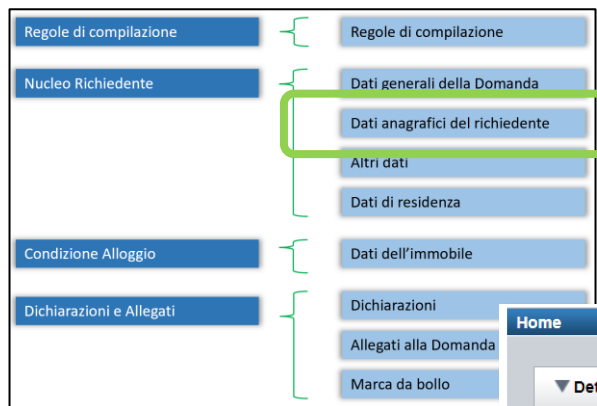 Regole di compilazione
Regole di compilazione
Nucleo Richiedente
Dati generali della Domanda
Dati anagrafici del richiedente
Altri dati
Dati di residenza
Condizione Alloggio
Dati dell'immobile
Dichiarazioni e Allegati
Dichiarazioni
Allegati alla Domanda
Marca da bollo
Home